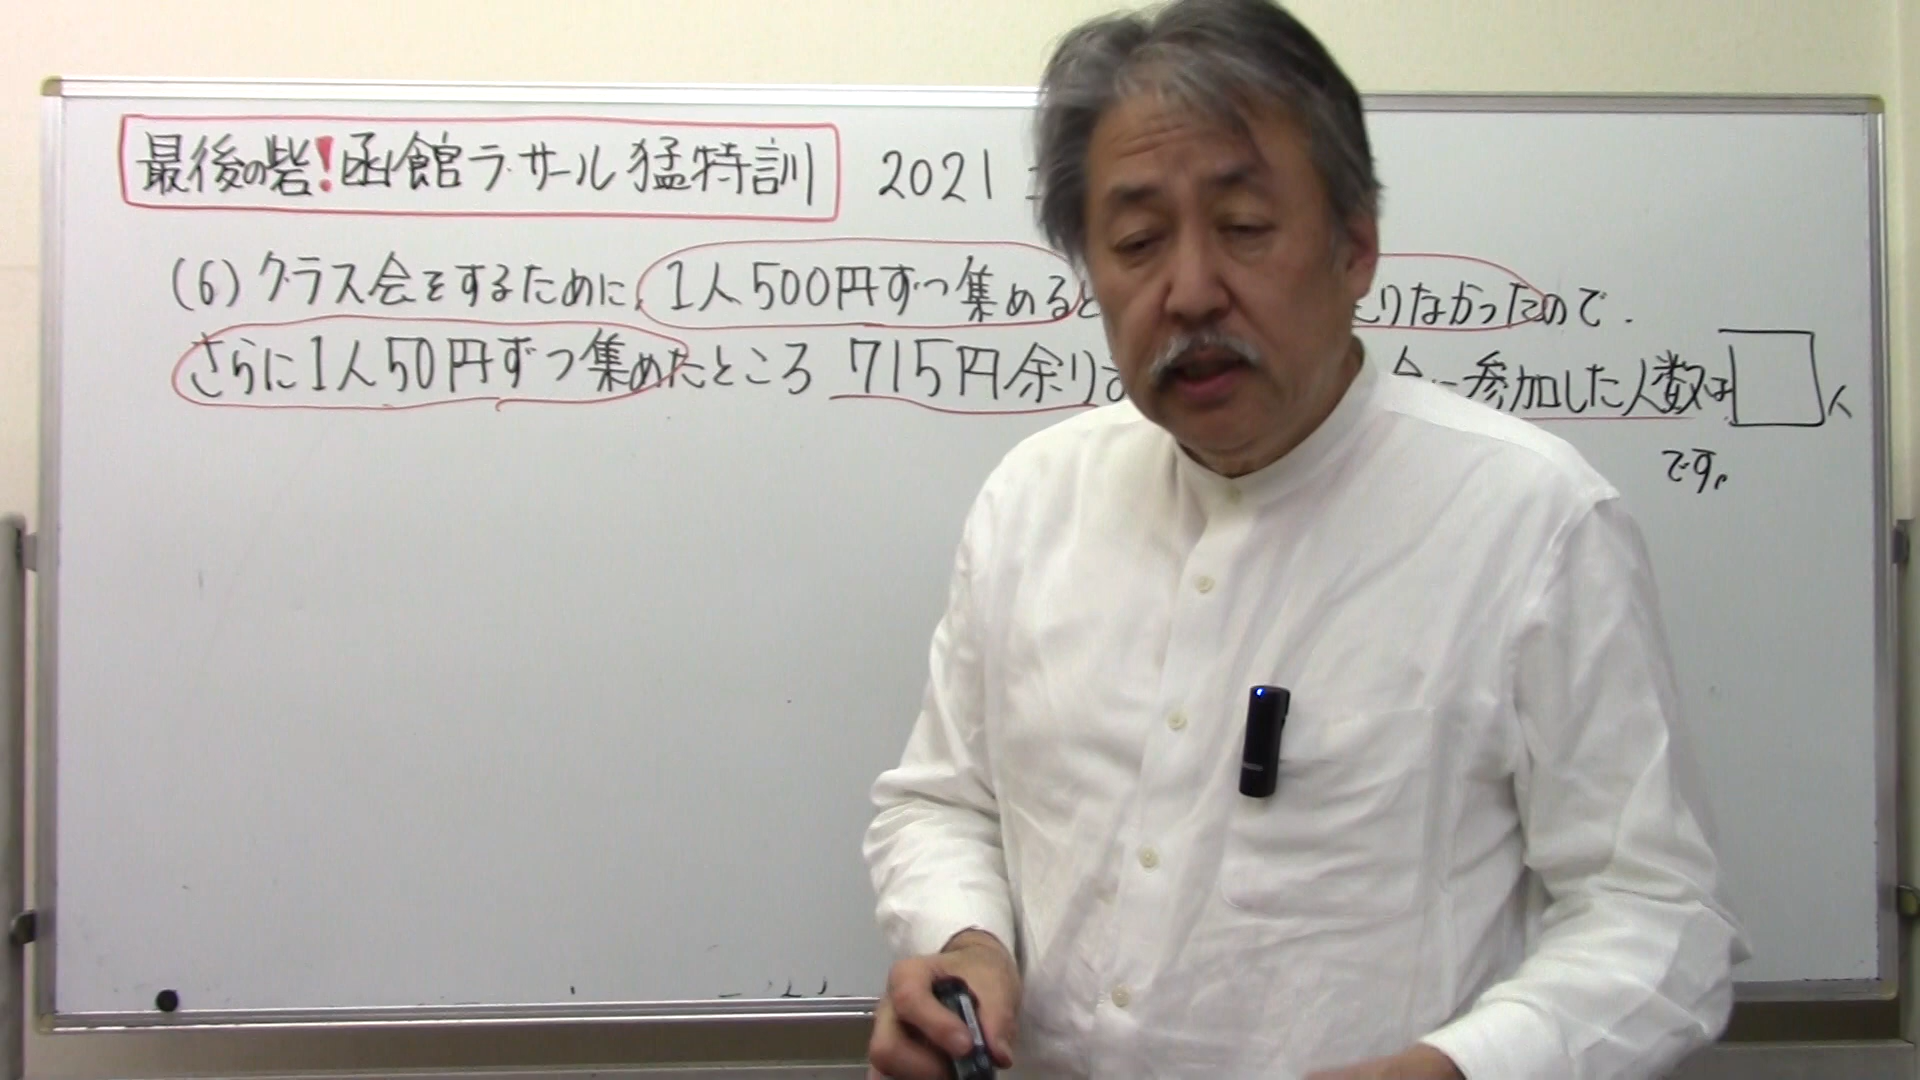 最後の砦!函館ラ・サール猛特訓 2021
(6)クラス会をするために、1人500円ずつ集めると りなかったので、
さらに1人50円ずつ集めたところ 715円余り に参加した人数は 人
です。